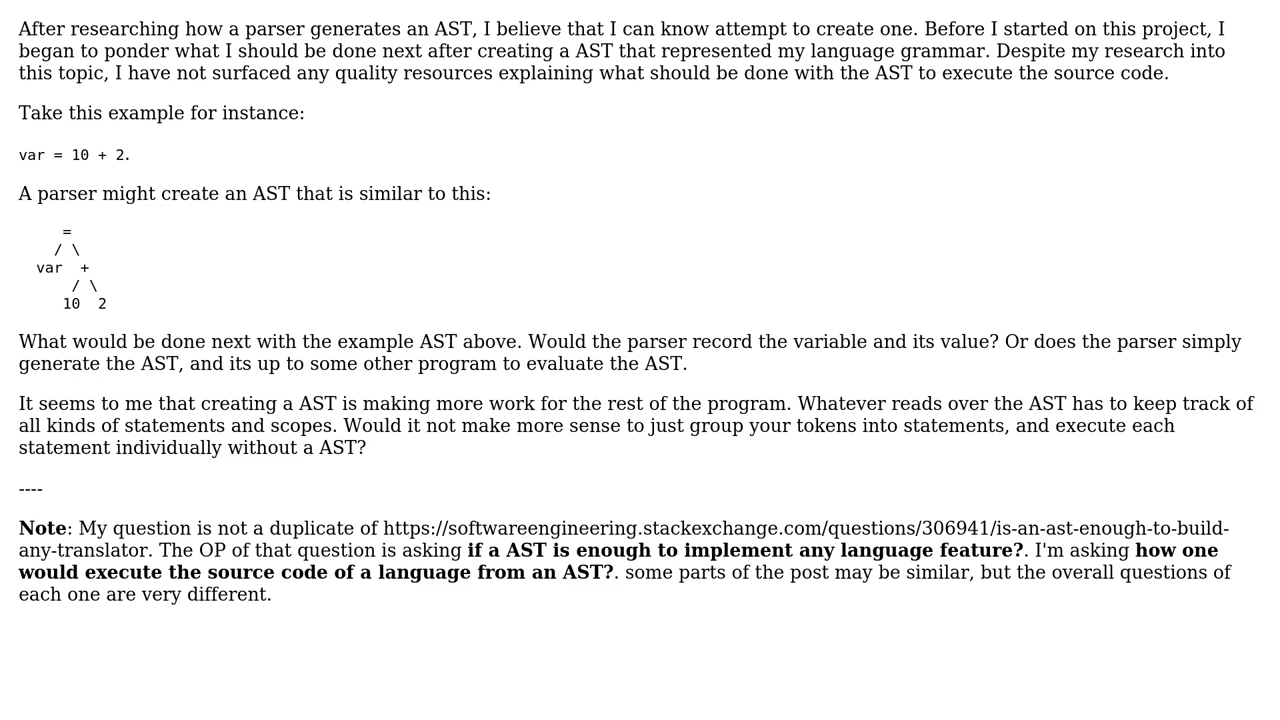 After researching how a parser generates an AST, I believe that I can know attempt to create one. Before I started on this project, I
began to ponder what I should be done next after creating a AST that represented my language grammar. Despite my research into
this topic, I have not surfaced any quality resources explaining what should be done with the AST to execute the source code.
Take this example for instance:
var = 10 + 2.
A parser might create an AST that is similar to this:
=
/ \
var +
/ \
10 2
What would be done next with the example AST above. Would the parser record the variable and its value? Or does the parser simply
generate the AST, and its up to some other program to evaluate the AST.
It seems to me that creating a AST is making more work for the rest of the program. Whatever reads over the AST has to keep track of
all kinds of statements and scopes. Would it not make more sense to just group your tokens into statements, and execute each
statement individually without a AST?
----
Note: My question is not a duplicate of https://softwareengineering.stackexchange.com/questions/306941/is-an-ast-enough-to-build-
any-translator. The OP of that question is asking if a AST is enough to implement any language feature?. I'm asking how one
would execute the source code of a language from an AST?. some parts of the post may be similar, but the overall questions of
each one are very different.